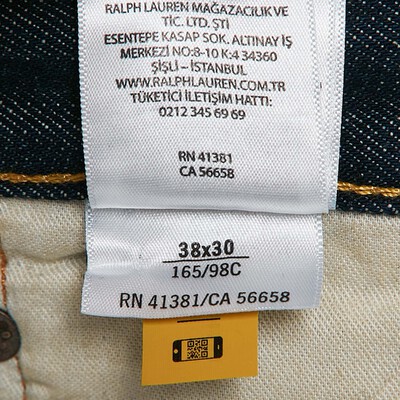 RALPH LAUREN MAĞAZACILIK VE
TİC. LTD. ŞTİ
ESENTEPE KASAP SOK. ALTINAY İŞ
MERKEZİ NO:8-10 K:4 34360
ŞİŞLİ - İSTANBUL
WWW.RALPHLAUREN.COM.TR
TÜKETİCİ İLETİŞİM HATTI:
0212 345 69 69
RN 41381
CA 56658
38x30
165/98C
RN 41381/CA 56658